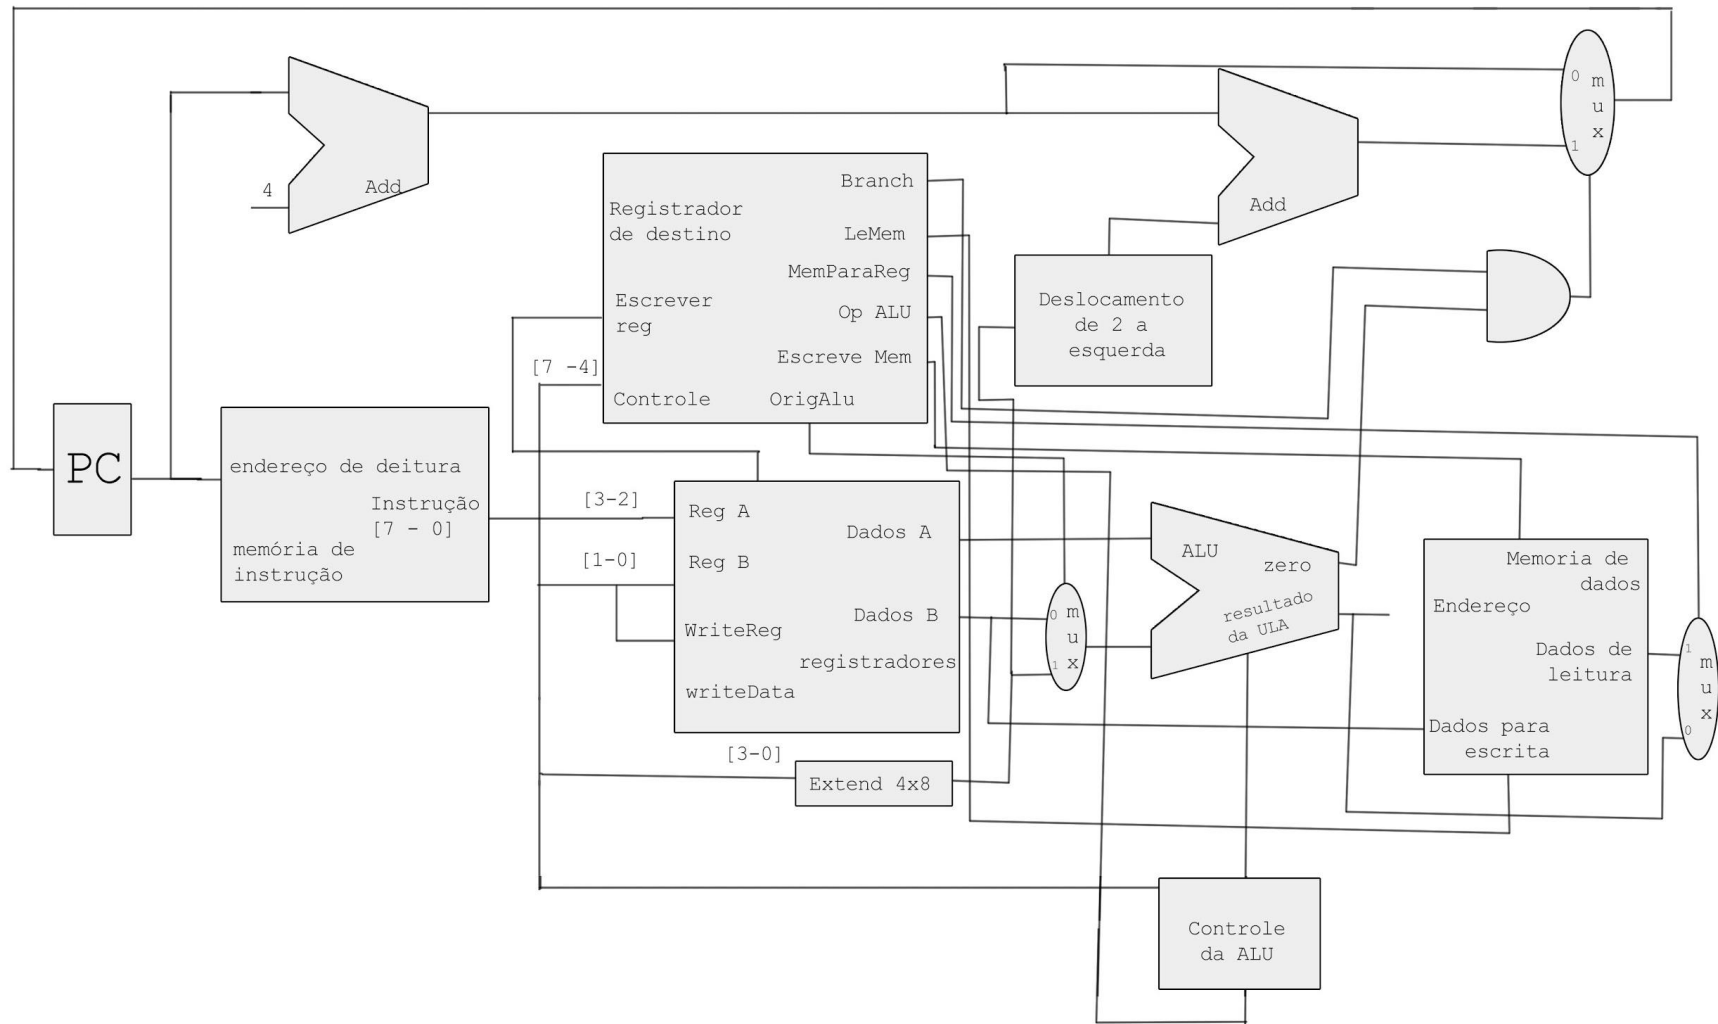 0
m
u
x
1
4
Add
Add
Branch
Registrador
de destino
LeMem
MemParaReg
Escrever
reg
Op ALU
Escreve Mem
[7 -4]
Controle
OrigAlu
Deslocamento
de 2 a
esquerda
PC
endereço de deitura
Instrução
[7 - 0]
memória de
instrução
[3-2]
[1-0]
Reg A
Dados A
Reg B
Dados B
WriteReg
registradores
writeData
[3-0]
Extend 4x8
0
m
u
1
x
ALU
zero
resultado
da ULA
Memoria de
dados
Endereço
Dados de
leitura
Dados para
escrita
1
m
u
x
0
Controle
da ALU